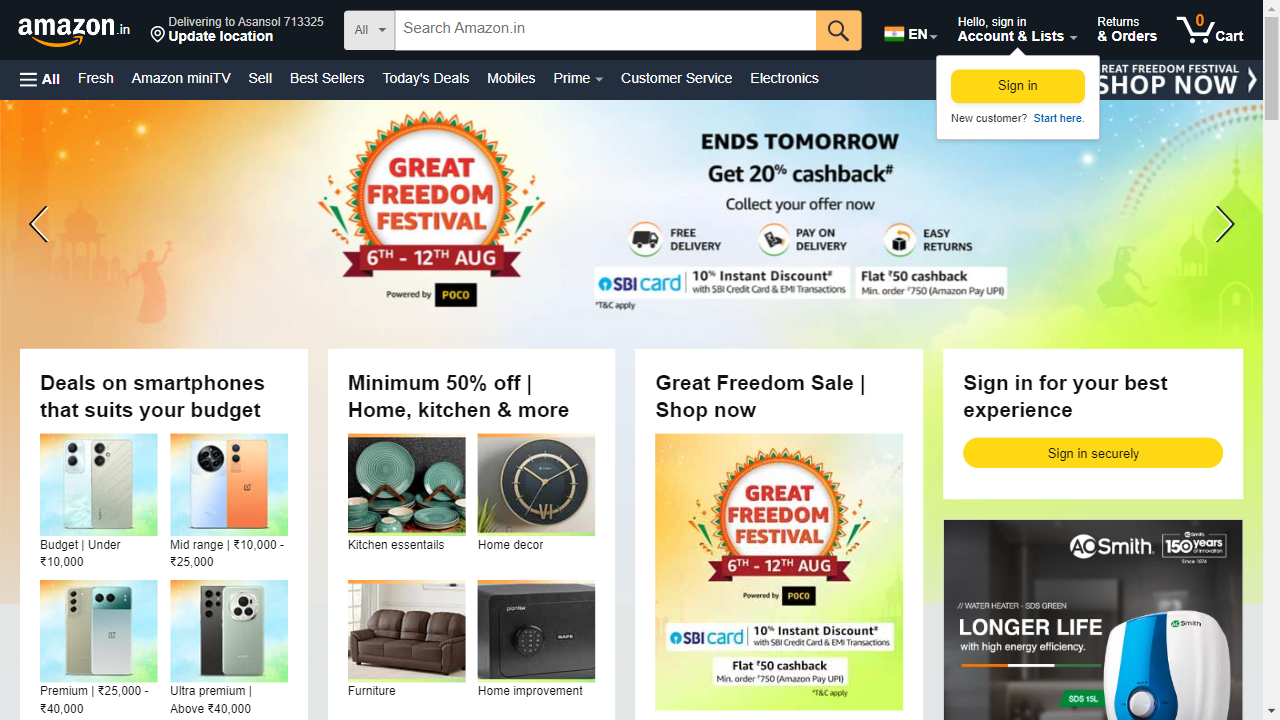 amazon.in
Delivering to Asansol 713325
Update location
All
Search Amazon.in
EN
Hello, sign in
Account & Lists
Returns
& Orders
0
Cart
All
Fresh
Amazon miniTV
Sell
Best Sellers
Today's Deals
Mobiles
Prime
Customer Service
Electronics
Sign in
New customer? Start here.
GREAT FREEDOM FESTIVAL
SHOP NOW
GREAT
FREEDOM
FESTIVAL
6TH - 12TH AUG
Powered by POCO
ENDS TOMORROW
Get 20% cashback#
Collect your offer now
FREE
DELIVERY
PAY ON
DELIVERY
EASY
RETURNS
SBI card
10% Instant Discount#
with SBI Credit Card & EMI Transactions
Flat ₹50 cashback
Min. order ₹750 (Amazon Pay UPI)
*T&C apply
Deals on smartphones
that suits your budget
Budget | Under
₹10,000
Mid range | ₹10,000 -
₹25,000
Premium | ₹25,000 -
₹40,000
Ultra premium |
Above ₹40,000
Minimum 50% off |
Home, kitchen & more
Kitchen essentails
Home decor
Furniture
plantex
SAFE
Home improvement
Great Freedom Sale |
Shop now
GREAT
FREEDOM
FESTIVAL
6TH - 12TH AUG
Powered by POCO
SBI card
10% Instant Discount#
with SBI Credit Card & EMI Transactions
Flat ₹50 cashback
Min. order ₹750 (Amazon Pay UPI)
*T&C apply
Sign in for your best
experience
Sign in securely
AO Smith.
AO Smith
150 years
of innovation
Since 1874
// WATER HEATER - SDS GREEN
LONGER LIFE
with high energy efficiency.
AO Smith
SDS 15L